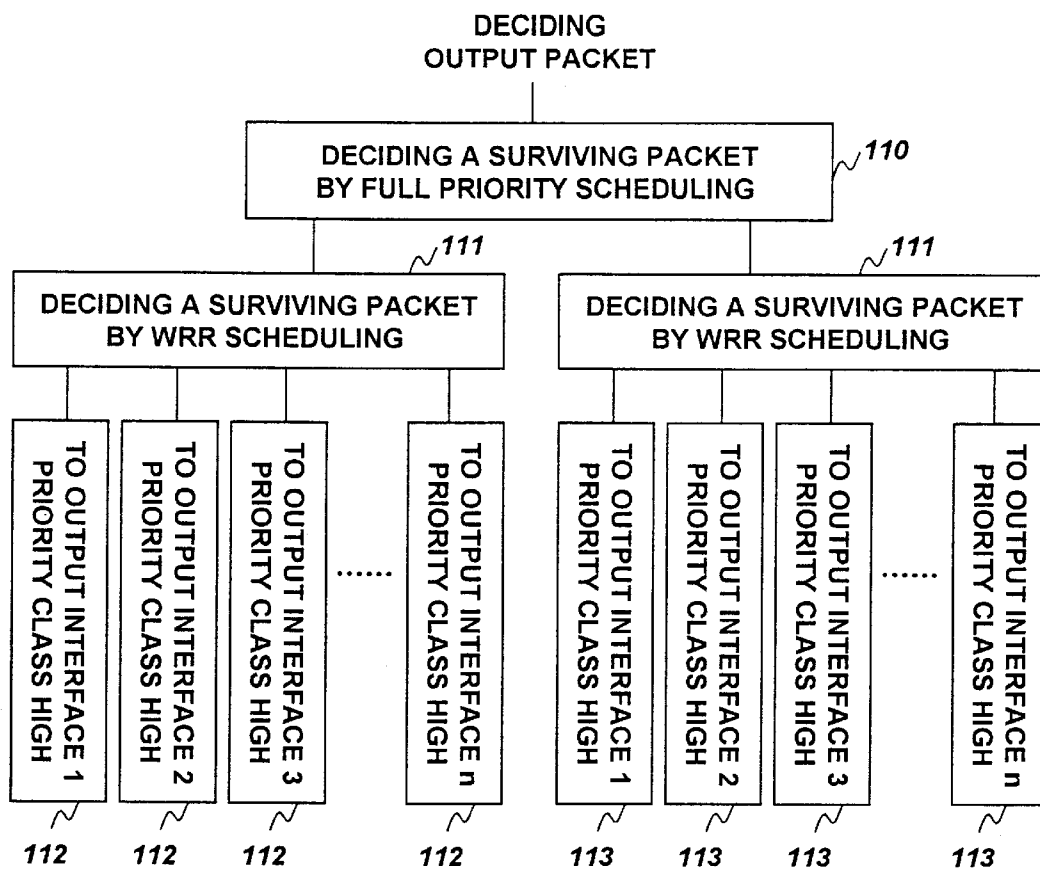 DECIDING
OUTPUT PACKET
DECIDING A SURVIVING PACKET
BY FULL PRIORITY SCHEDULING
110
111
111
DECIDING A SURVIVING PACKET
BY WRR SCHEDULING
DECIDING A SURVIVING PACKET
BY WRR SCHEDULING
TO OUTPUT INTERFACE 1
PRIORITY CLASS HIGH
TO OUTPUT INTERFACE 2
PRIORITY CLASS HIGH
TO OUTPUT INTERFACE 3
PRIORITY CLASS HIGH
......
TO OUTPUT INTERFACE n
PRIORITY CLASS HIGH
TO OUTPUT INTERFACE 1
PRIORITY CLASS HIGH
TO OUTPUT INTERFACE 2
PRIORITY CLASS HIGH
TO OUTPUT INTERFACE 3
PRIORITY CLASS HIGH
......
TO OUTPUT INTERFACE n
PRIORITY CLASS HIGH
112
112
112
112
113
113
113
113